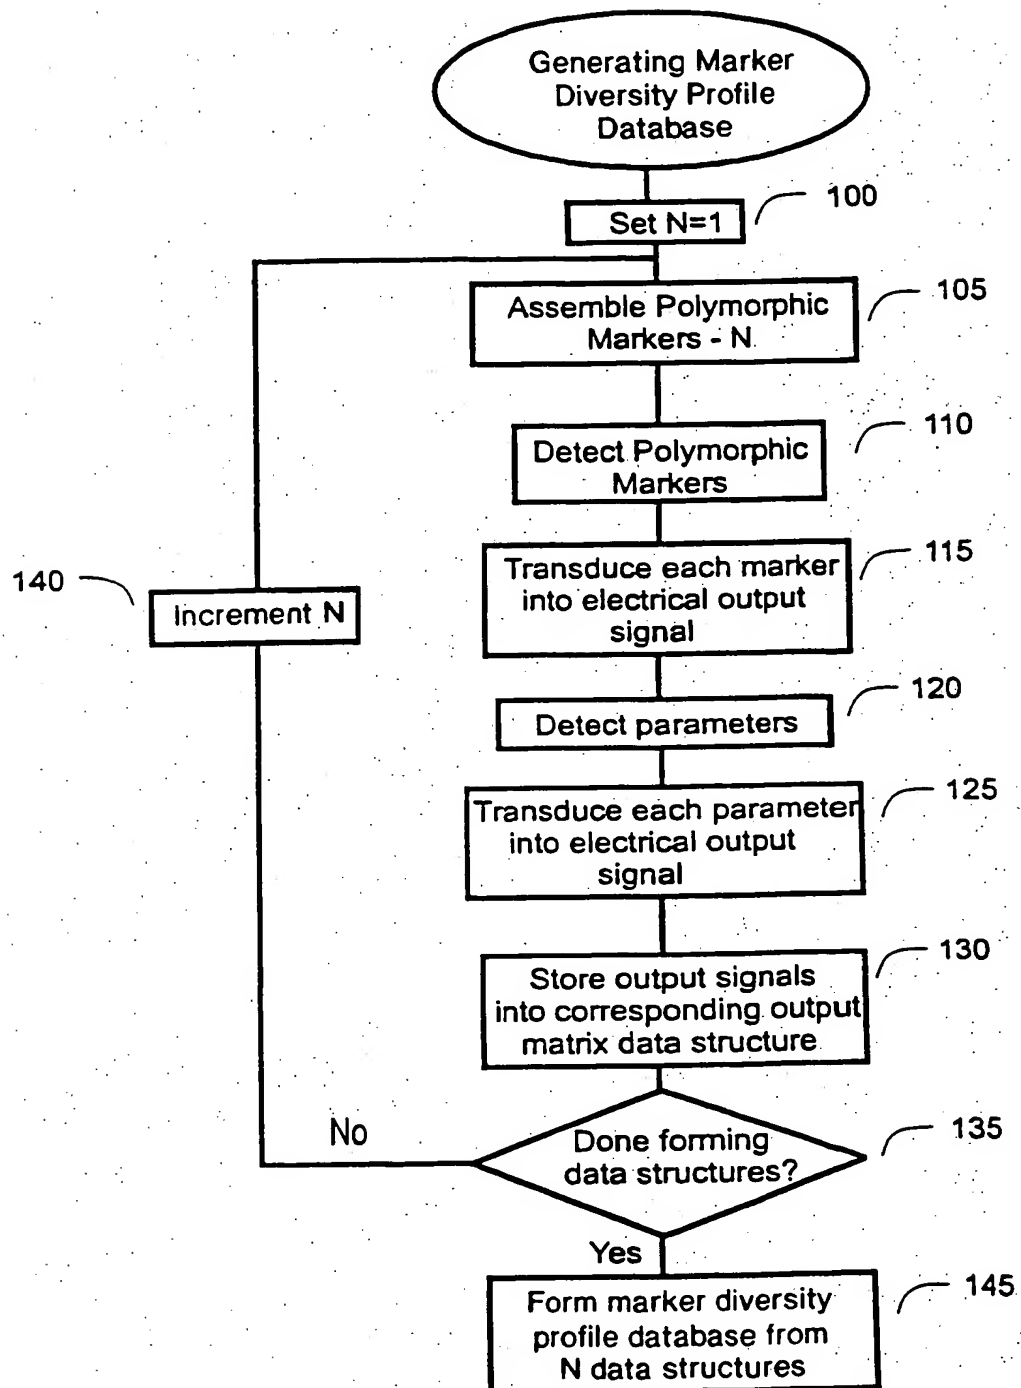 Generating Marker
Diversity Profile
Database
100
Set N=1
105
Assemble Polymorphic
Markers - N
110
Detect Polymorphic
Markers
115
Transduce each marker
into electrical output
signal
140
Increment N
120
Detect parameters
125
Transduce each parameter
into electrical output
signal
130
Store output signals
into corresponding output
matrix data structure
135
No
Done forming
data structures?
Yes
145
Form marker diversity
profile database from
N data structures